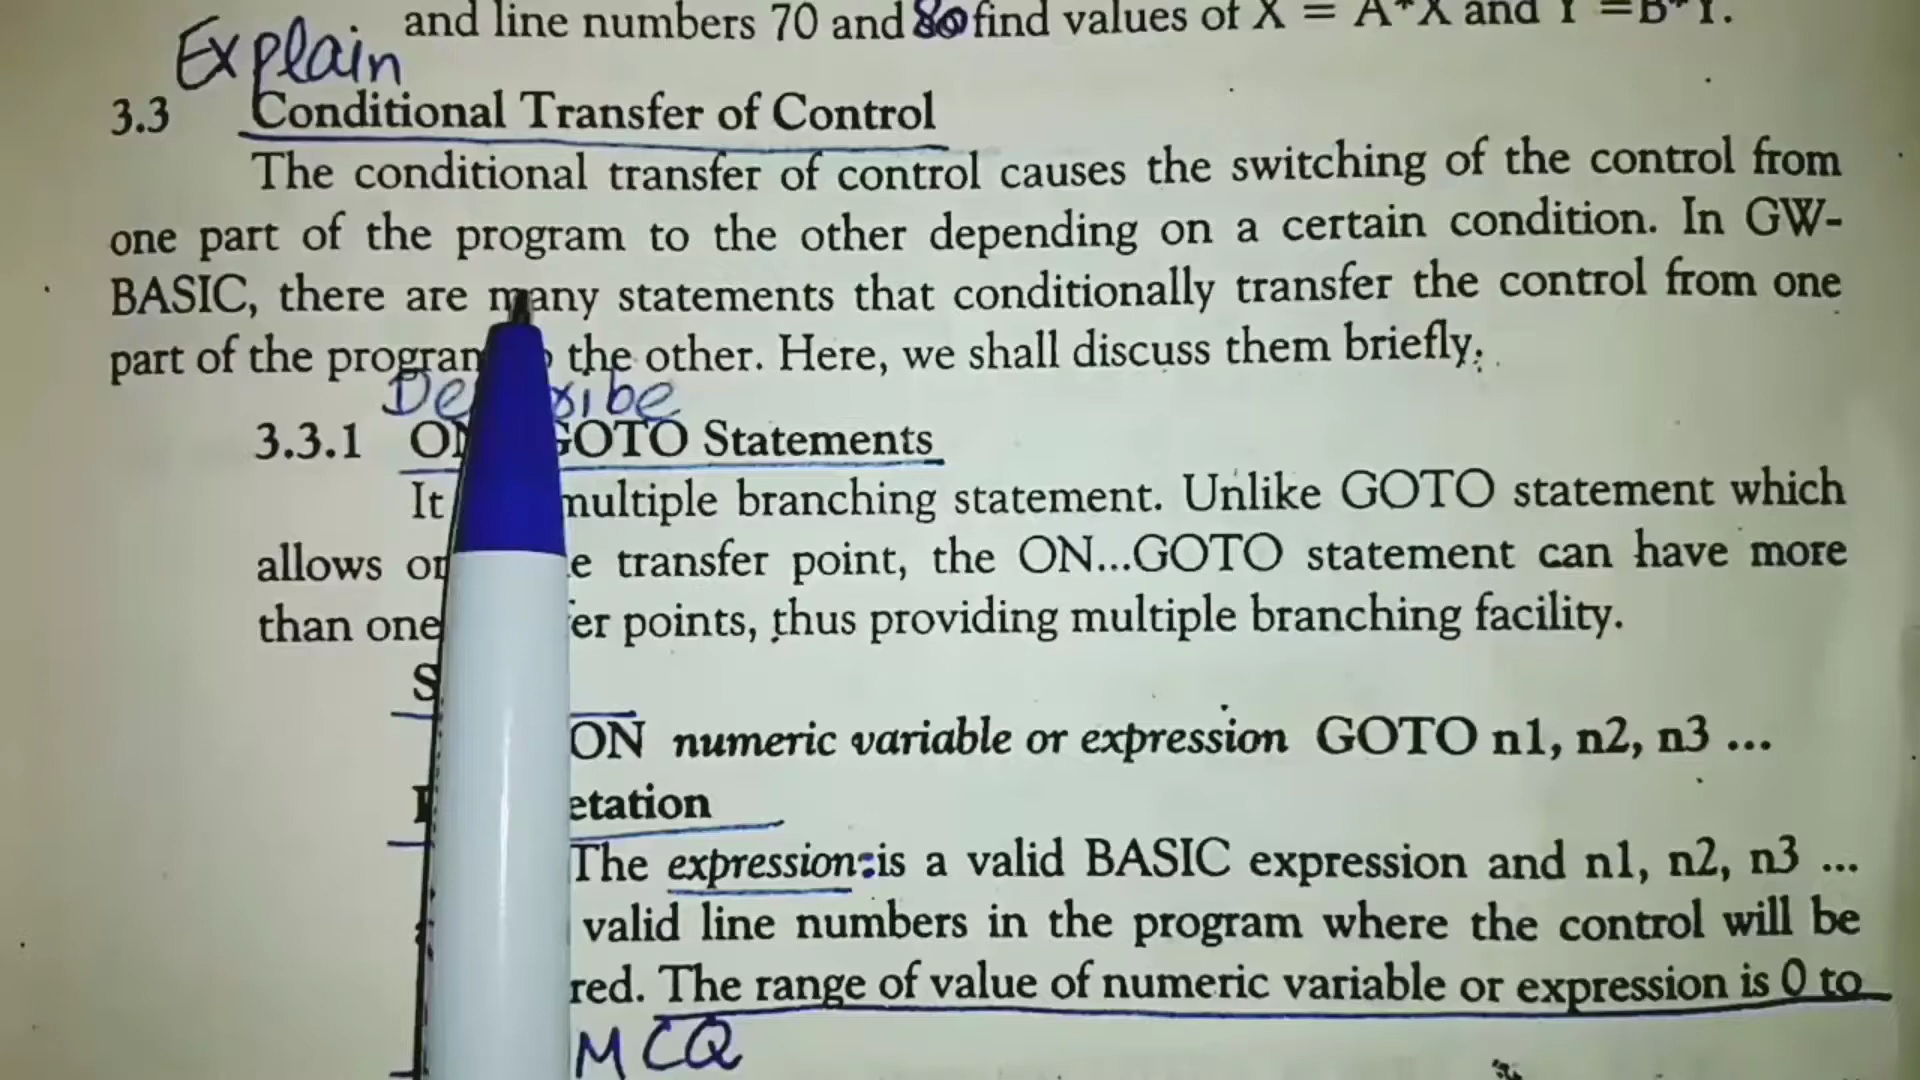 and line numbers 70 and 80 find values of X = A*X and Y =B*Y.
Explain
3.3 Conditional Transfer of Control
The conditional transfer of control causes the switching of the control from
one part of the program to the other depending on a certain condition. In GW-
BASIC, there are many statements that conditionally transfer the control from one
part of the the other. Here, we shall discuss them briefly.
3.3.1 GOTO Statements
It multiple branching statement. Unlike GOTO statement which
allows transfer point, the ON...GOTO statement can have more
than one points, thus providing multiple branching facility.
ON numeric variable or expression GOTO n1, n2, n3 ...
The expression is a valid BASIC expression and n1, n2, n3 ...
valid line numbers in the program where the control will be
The range of value of numeric variable or expression is 0 to
MCQ